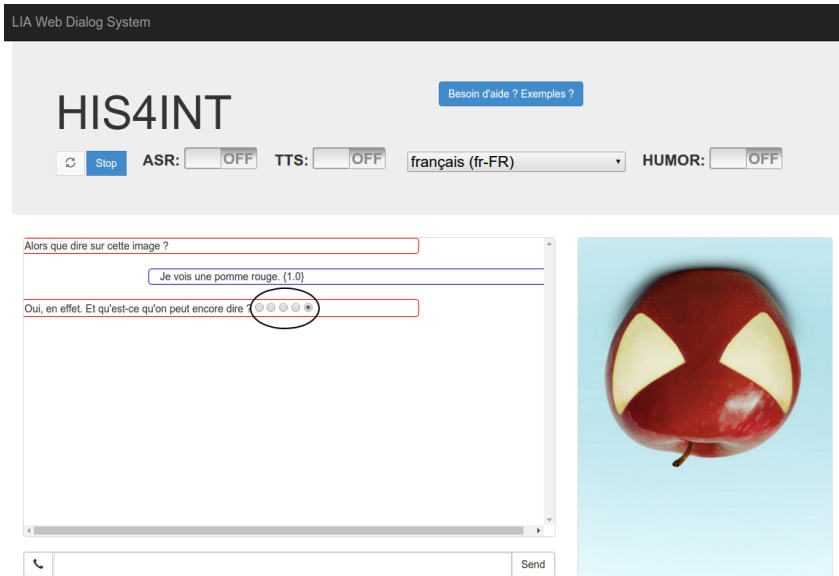 LIA Web Dialog System
HIS4INT
Besoin d'aide ? Exemples ?
Stop
ASR: OFF
TTS: OFF
français (fr-FR)
HUMOR: OFF
Alors que dire sur cette image ?
Je vois une pomme rouge. {1.0}
Oui, en effet. Et qu'est-ce qu'on peut encore dire ?
Send